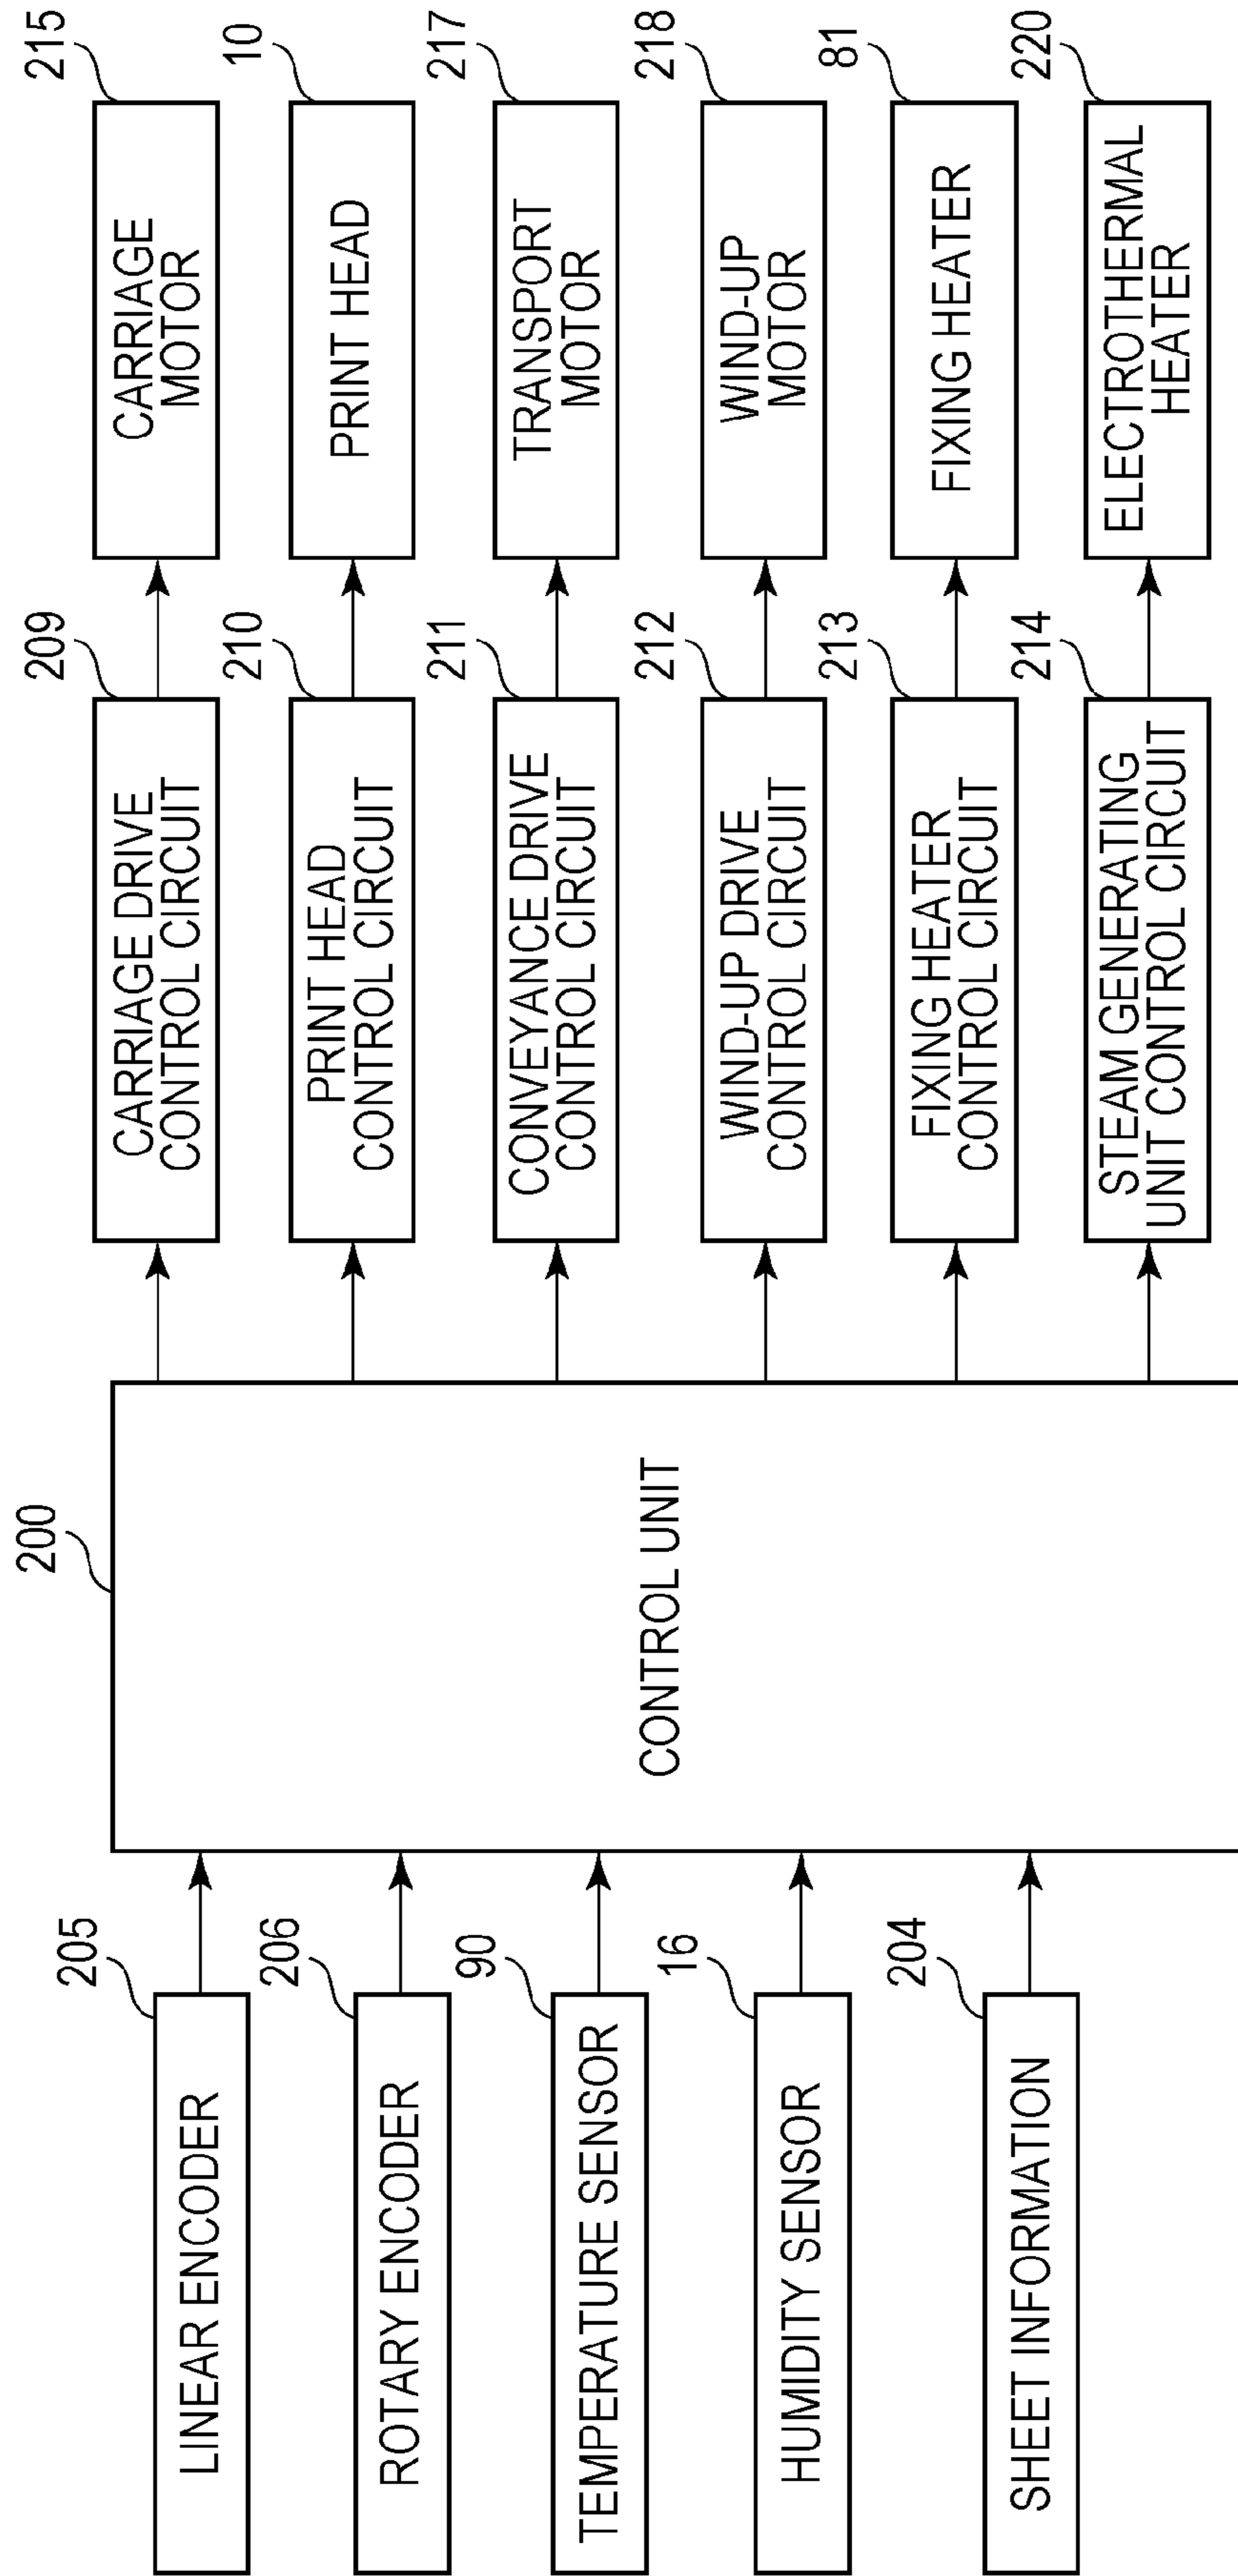 200
CONTROL UNIT
205
LINEAR ENCODER
206
ROTARY ENCODER
90
TEMPERATURE SENSOR
16
HUMIDITY SENSOR
204
SHEET INFORMATION
209
CARRIAGE DRIVE
CONTROL CIRCUIT
210
PRINT HEAD
CONTROL CIRCUIT
211
CONVEYANCE DRIVE
CONTROL CIRCUIT
212
WIND-UP DRIVE
CONTROL CIRCUIT
213
FIXING HEATER
CONTROL CIRCUIT
214
STEAM GENERATING
UNIT CONTROL CIRCUIT
215
CARRIAGE
MOTOR
10
PRINT HEAD
217
TRANSPORT
MOTOR
218
WIND-UP
MOTOR
81
FIXING HEATER
220
ELECTROTHERMAL
HEATER